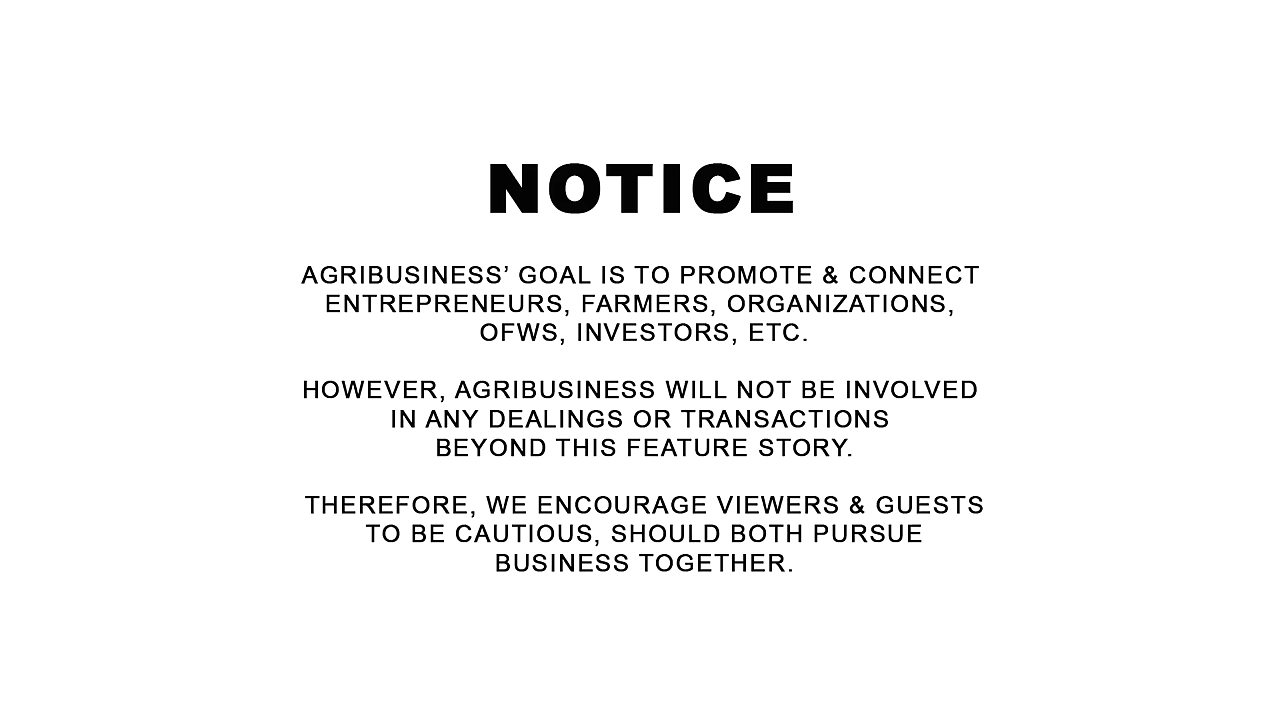 NOTICE
AGRIBUSINESS’ GOAL IS TO PROMOTE & CONNECT
ENTREPRENEURS, FARMERS, ORGANIZATIONS,
OFWS, INVESTORS, ETC.
HOWEVER, AGRIBUSINESS WILL NOT BE INVOLVED
IN ANY DEALINGS OR TRANSACTIONS
BEYOND THIS FEATURE STORY.
THEREFORE, WE ENCOURAGE VIEWERS & GUESTS
TO BE CAUTIOUS, SHOULD BOTH PURSUE
BUSINESS TOGETHER.